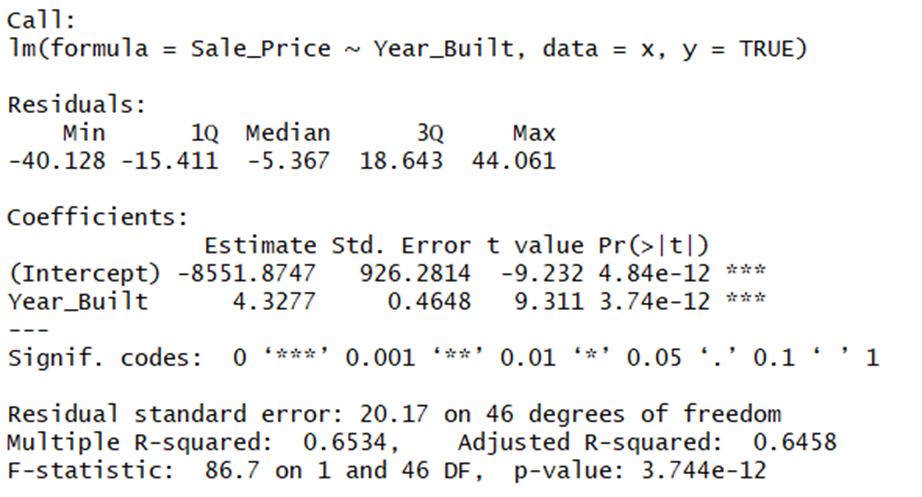 Call:
lm(formula = Sale_Price ~ Year_Built, data = x, y = TRUE)
Residuals:
Min 1Q Median 3Q Max
-40.128 -15.411 -5.367 18.643 44.061
Coefficients:
Estimate Std. Error t value Pr(>|t|)
(Intercept) -8551.8747 926.2814 -9.232 4.84e-12 ***
Year_Built 4.3277 0.4648 9.311 3.74e-12 ***
---
Signif. codes: 0 ‘***’ 0.001 ‘**’ 0.01 ‘*’ 0.05 ‘.’ 0.1 ‘ ’ 1
Residual standard error: 20.17 on 46 degrees of freedom
Multiple R-squared: 0.6534, Adjusted R-squared: 0.6458
F-statistic: 86.7 on 1 and 46 DF, p-value: 3.744e-12